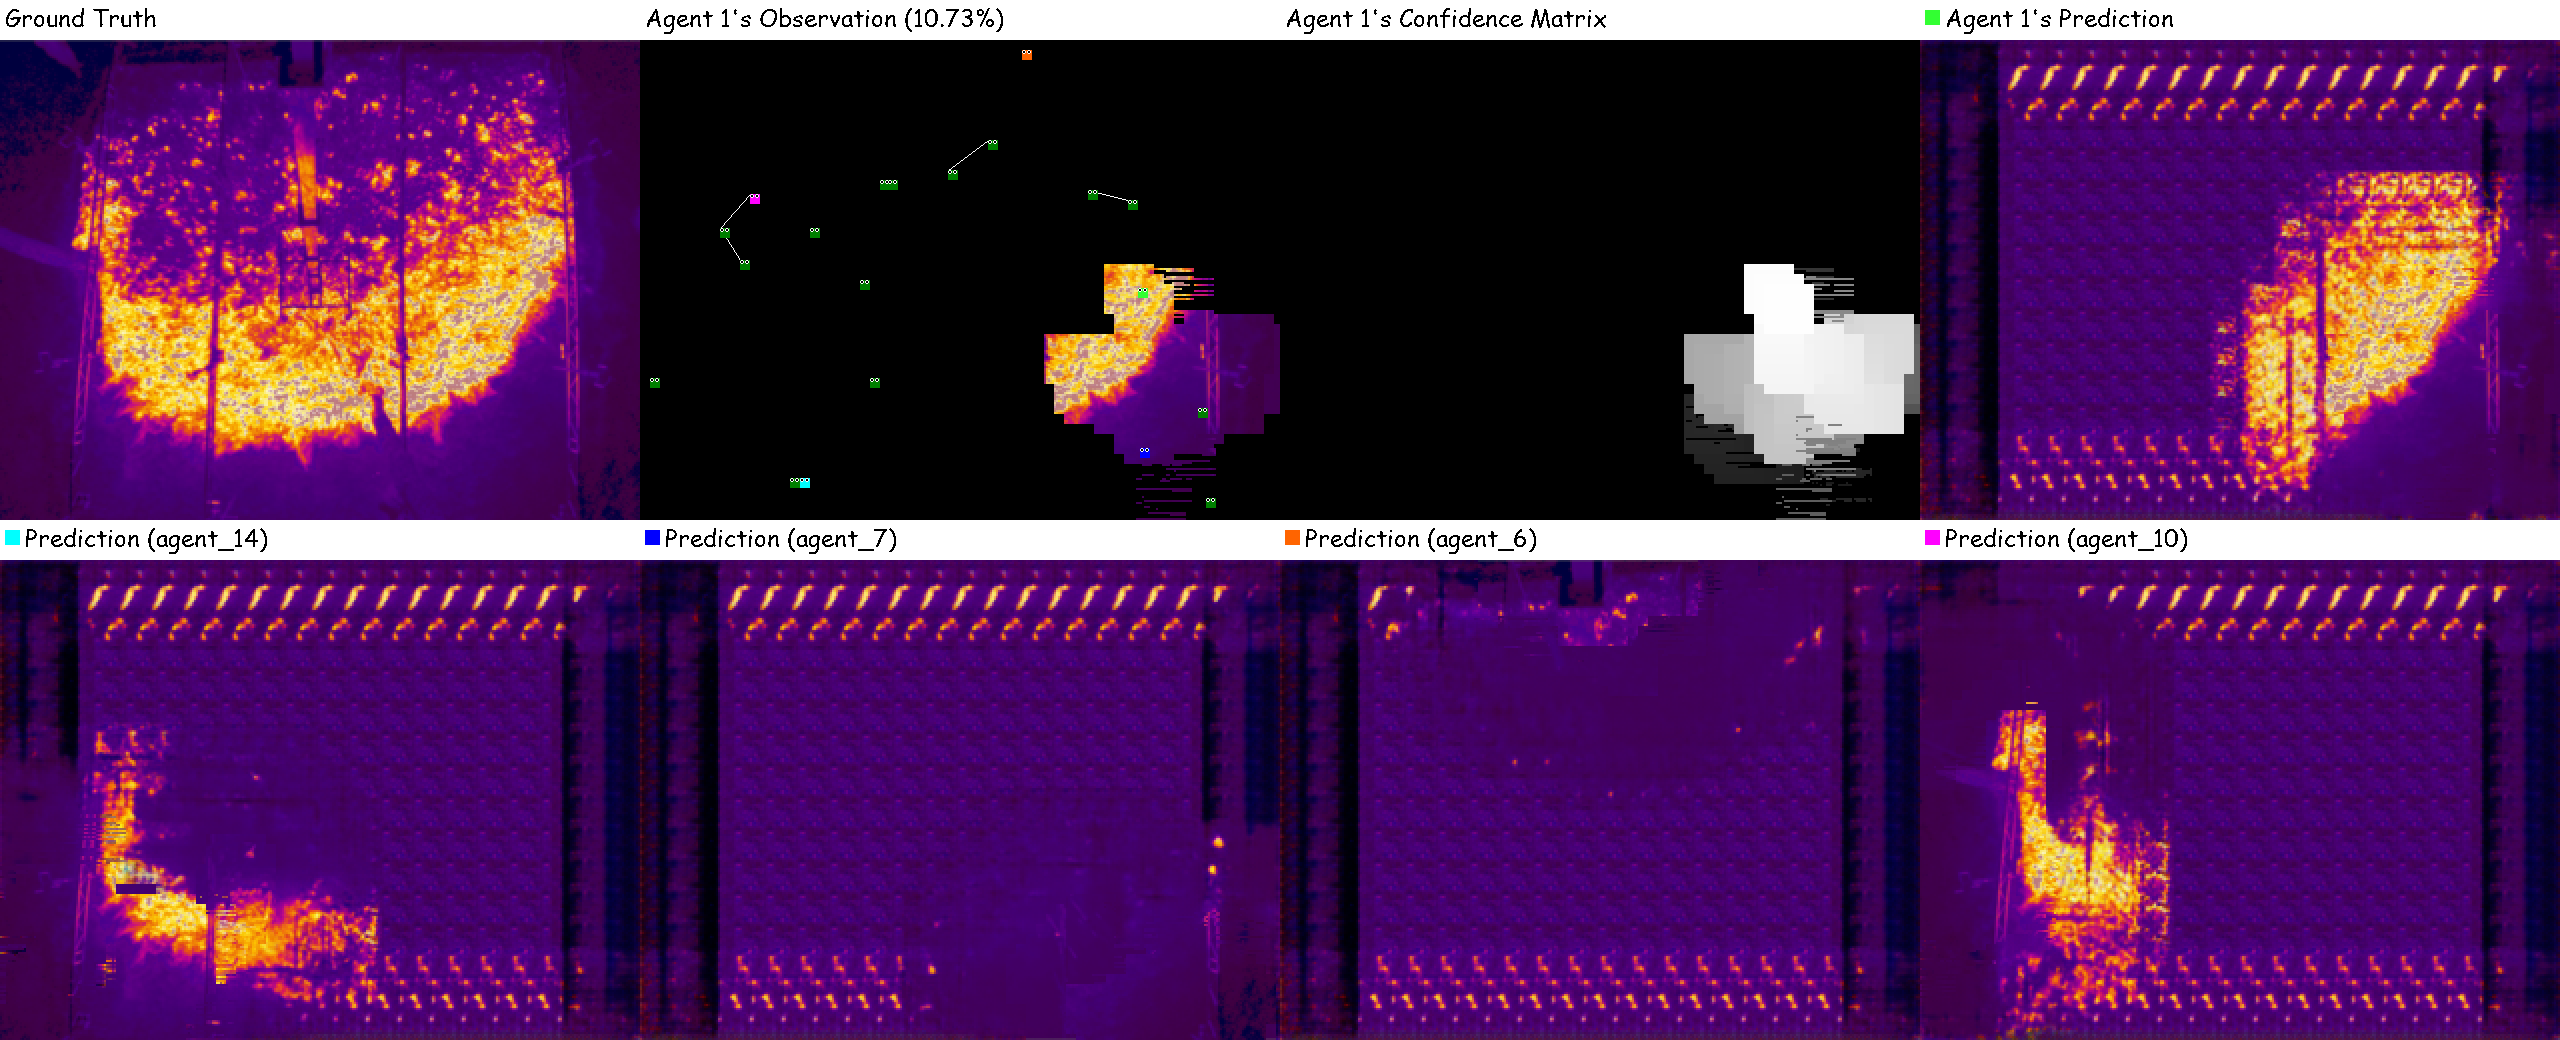 Ground Truth
Agent 1's Observation (10.73%)
Agent 1's Confidence Matrix
Agent 1's Prediction
Prediction (agent_14)
Prediction (agent_7)
Prediction (agent_6)
Prediction (agent_10)